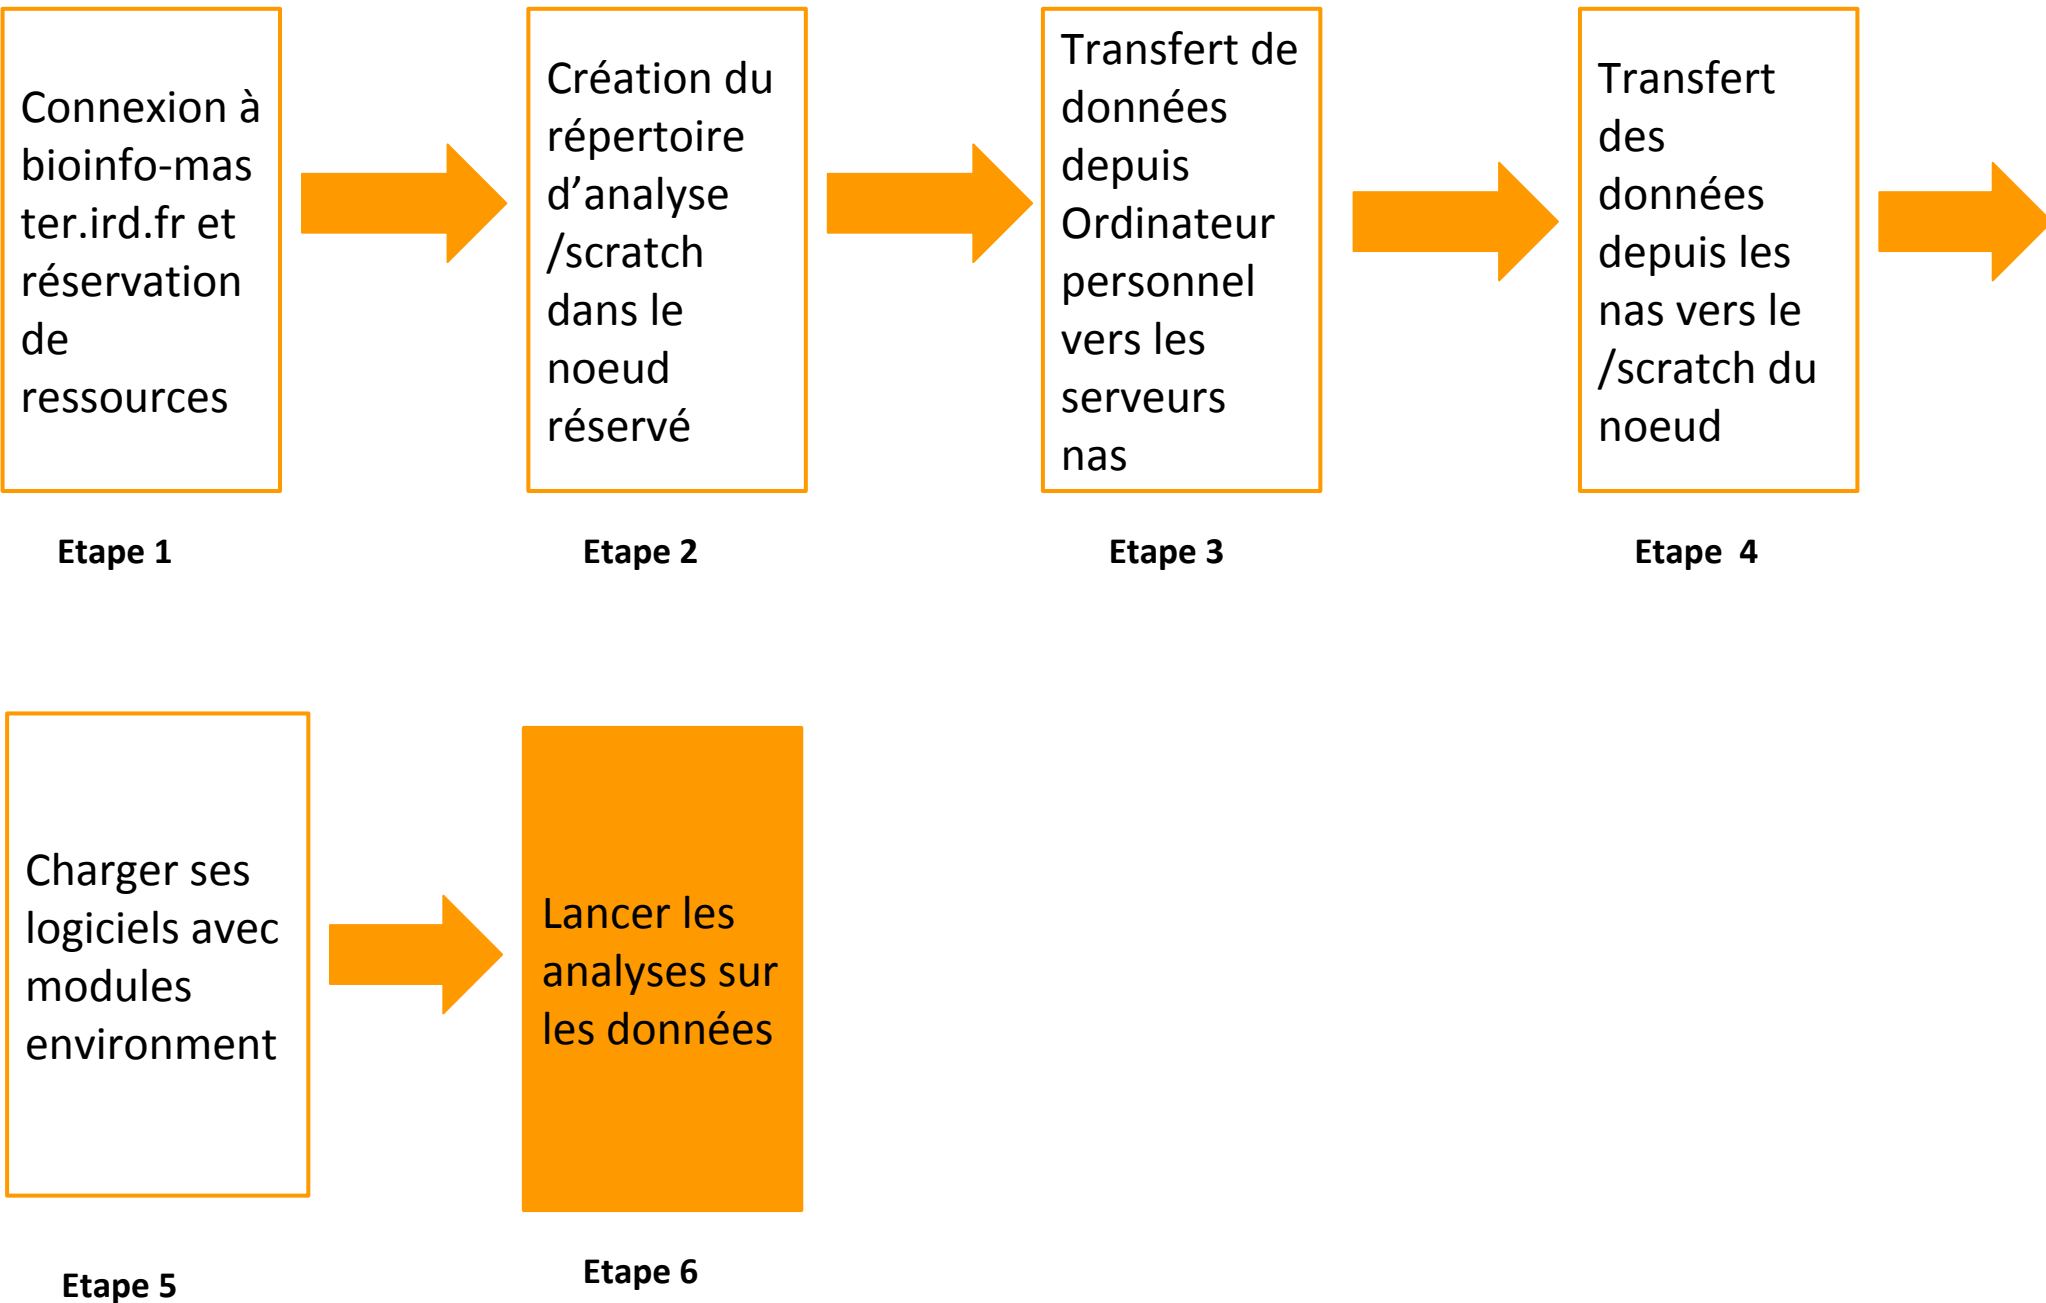 Connexion à
bioinfo-mas
ter.ird.fr et
réservation
de
ressources
Création du
répertoire
d’analyse
/scratch
dans le
noeud
réservé
Transfert de
données
depuis
Ordinateur
personnel
vers les
serveurs
nas
Transfert
des
données
depuis les
nas vers le
/scratch du
noeud
Etape 1
Etape 2
Etape 3
Etape  4
Charger ses
logiciels avec
modules
environment
Lancer les
analyses sur
les données
Etape 5
Etape 6